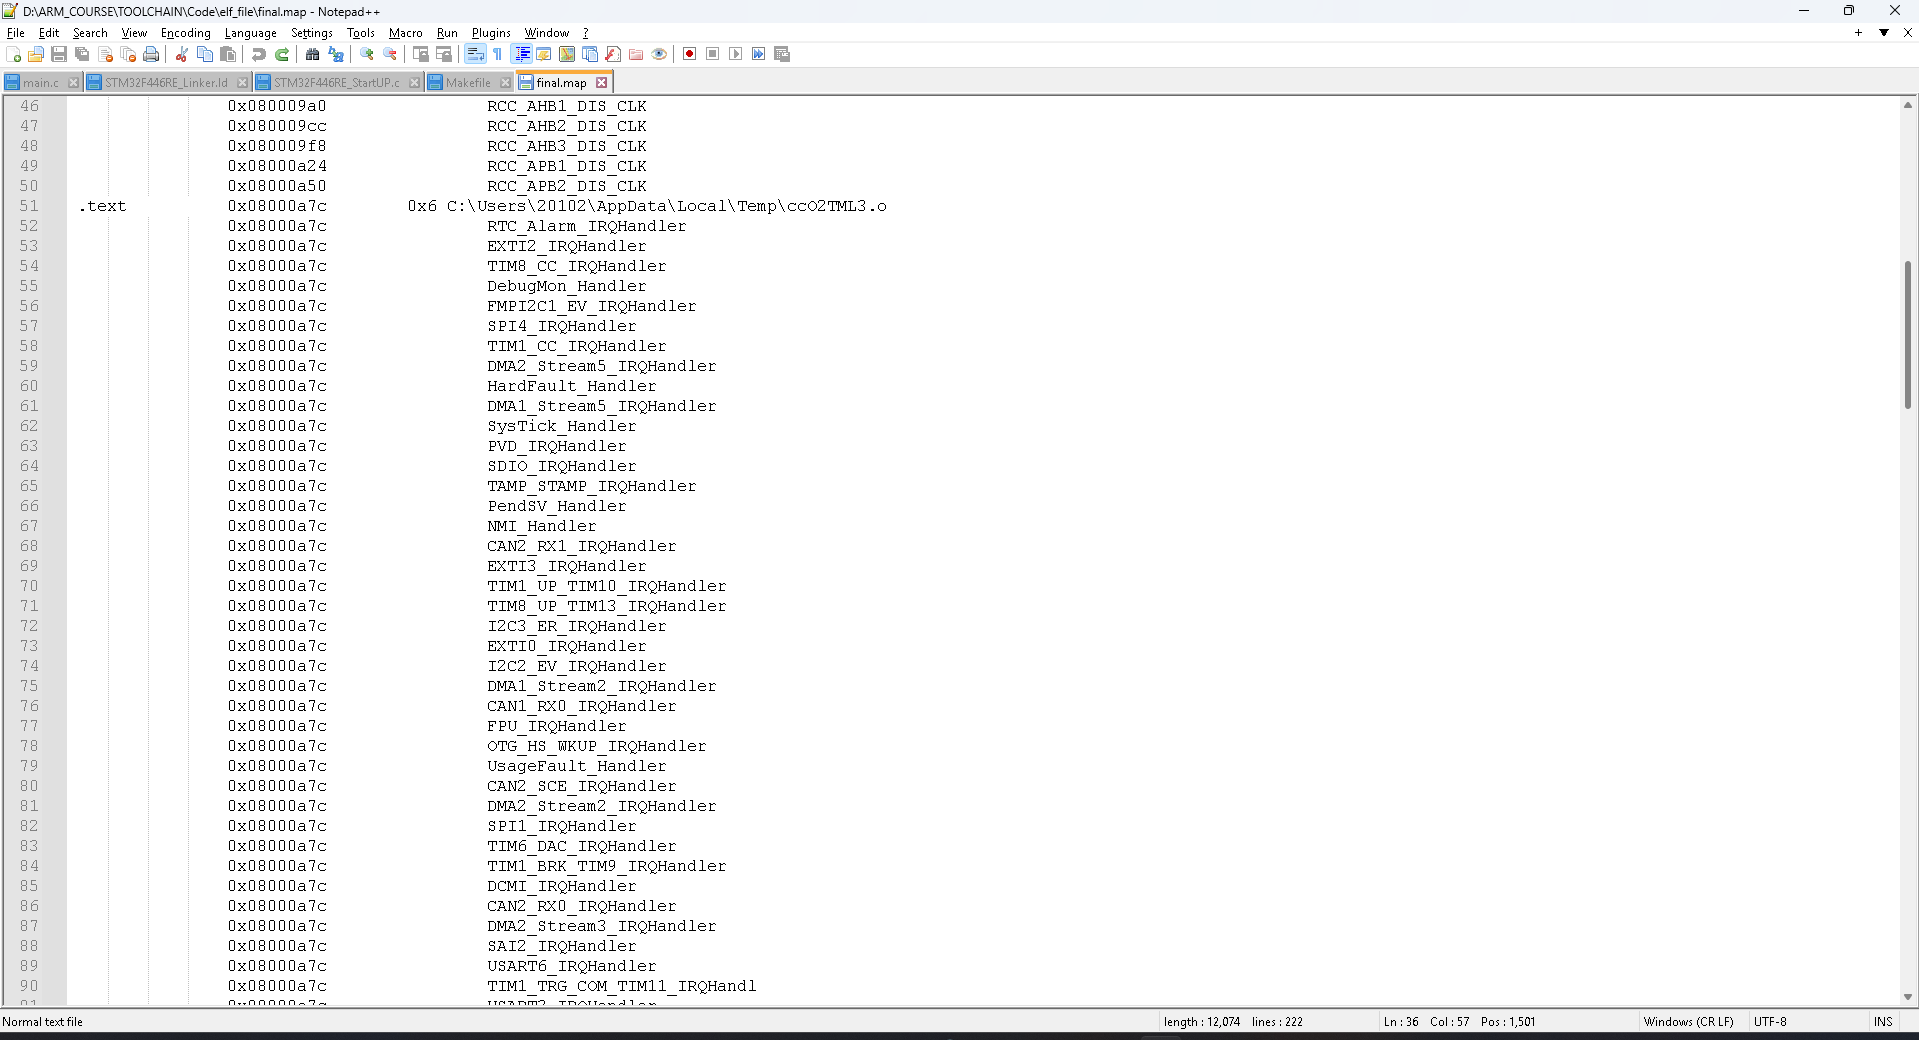 D:\ARM_COURSE\TOOLCHAIN\Code\elf_file\final.map - Notepad++
File Edit Search View Encoding Language Settings Tools Macro Run Plugins Window ?
main.c STM32F446RE_Linker.ld STM32F446RE_StartUP.c Makefile final.map
46 0x080009a0 RCC_AHB1_DIS_CLK
47 0x080009cc RCC_AHB2_DIS_CLK
48 0x080009f8 RCC_AHB3_DIS_CLK
49 0x08000a24 RCC_APB1_DIS_CLK
50 0x08000a50 RCC_APB2_DIS_CLK
51 .text 0x08000a7c 0x6 C:\Users\20102\AppData\Local\Temp\ccO2TML3.o
52 0x08000a7c RTC_Alarm_IRQHandler
53 0x08000a7c EXTI2_IRQHandler
54 0x08000a7c TIM8_CC_IRQHandler
55 0x08000a7c DebugMon_Handler
56 0x08000a7c FMPI2C1_EV_IRQHandler
57 0x08000a7c SPI4_IRQHandler
58 0x08000a7c TIM1_CC_IRQHandler
59 0x08000a7c DMA2_Stream5_IRQHandler
60 0x08000a7c HardFault_Handler
61 0x08000a7c DMA1_Stream5_IRQHandler
62 0x08000a7c SysTick_Handler
63 0x08000a7c PVD_IRQHandler
64 0x08000a7c SDIO_IRQHandler
65 0x08000a7c TAMP_STAMP_IRQHandler
66 0x08000a7c PendSV_Handler
67 0x08000a7c NMI_Handler
68 0x08000a7c CAN2_RX1_IRQHandler
69 0x08000a7c EXTI3_IRQHandler
70 0x08000a7c TIM1_UP_TIM10_IRQHandler
71 0x08000a7c TIM8_UP_TIM13_IRQHandler
72 0x08000a7c I2C3_ER_IRQHandler
73 0x08000a7c EXTI0_IRQHandler
74 0x08000a7c I2C2_EV_IRQHandler
75 0x08000a7c DMA1_Stream2_IRQHandler
76 0x08000a7c CAN1_RX0_IRQHandler
77 0x08000a7c FPU_IRQHandler
78 0x08000a7c OTG_HS_WKUP_IRQHandler
79 0x08000a7c UsageFault_Handler
80 0x08000a7c CAN2_SCE_IRQHandler
81 0x08000a7c DMA2_Stream2_IRQHandler
82 0x08000a7c SPI1_IRQHandler
83 0x08000a7c TIM6_DAC_IRQHandler
84 0x08000a7c TIM1_BRK_TIM9_IRQHandler
85 0x08000a7c DCMI_IRQHandler
86 0x08000a7c CAN2_RX0_IRQHandler
87 0x08000a7c DMA2_Stream3_IRQHandler
88 0x08000a7c SAI2_IRQHandler
89 0x08000a7c USART6_IRQHandler
90 0x08000a7c TIM1_TRG_COM_TIM11_IRQHandl
Normal text file length : 12,074 lines : 222 Ln : 36 Col : 57 Pos : 1,501 Windows (CR LF) UTF-8 INS